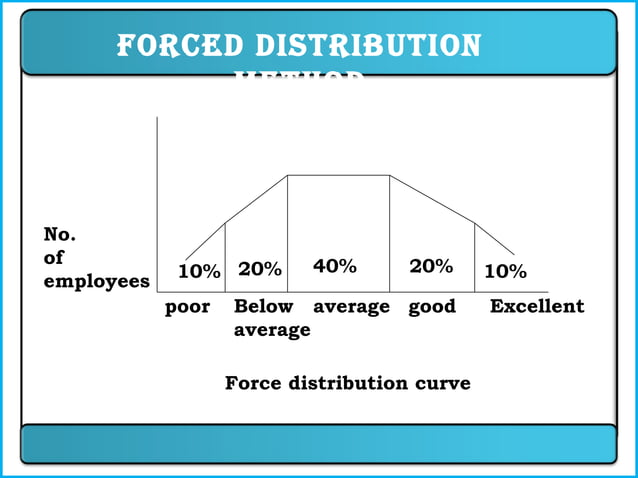 FORCED DISTRIBUTION
METHOD
No.
of
employees
10% 20% 40% 20% 10%
poor Below average good Excellent
average
Force distribution curve